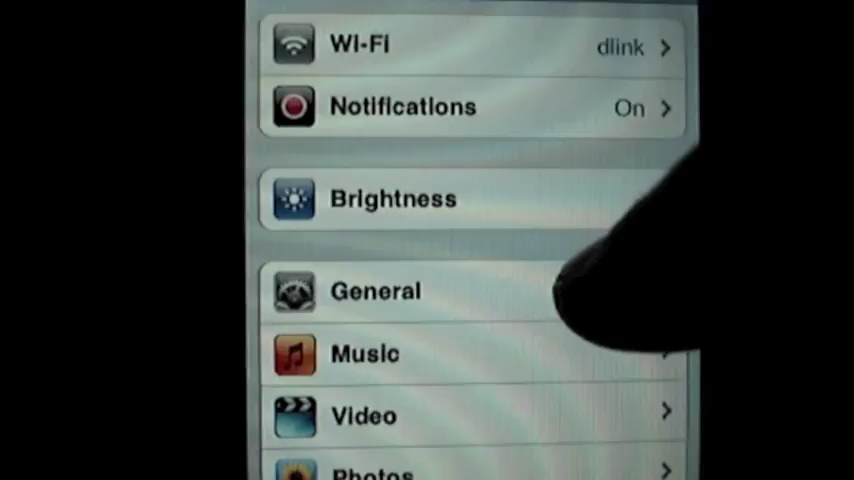 Wi-Fi dlink
Notifications On
Brightness
General
Music
Video
Photos